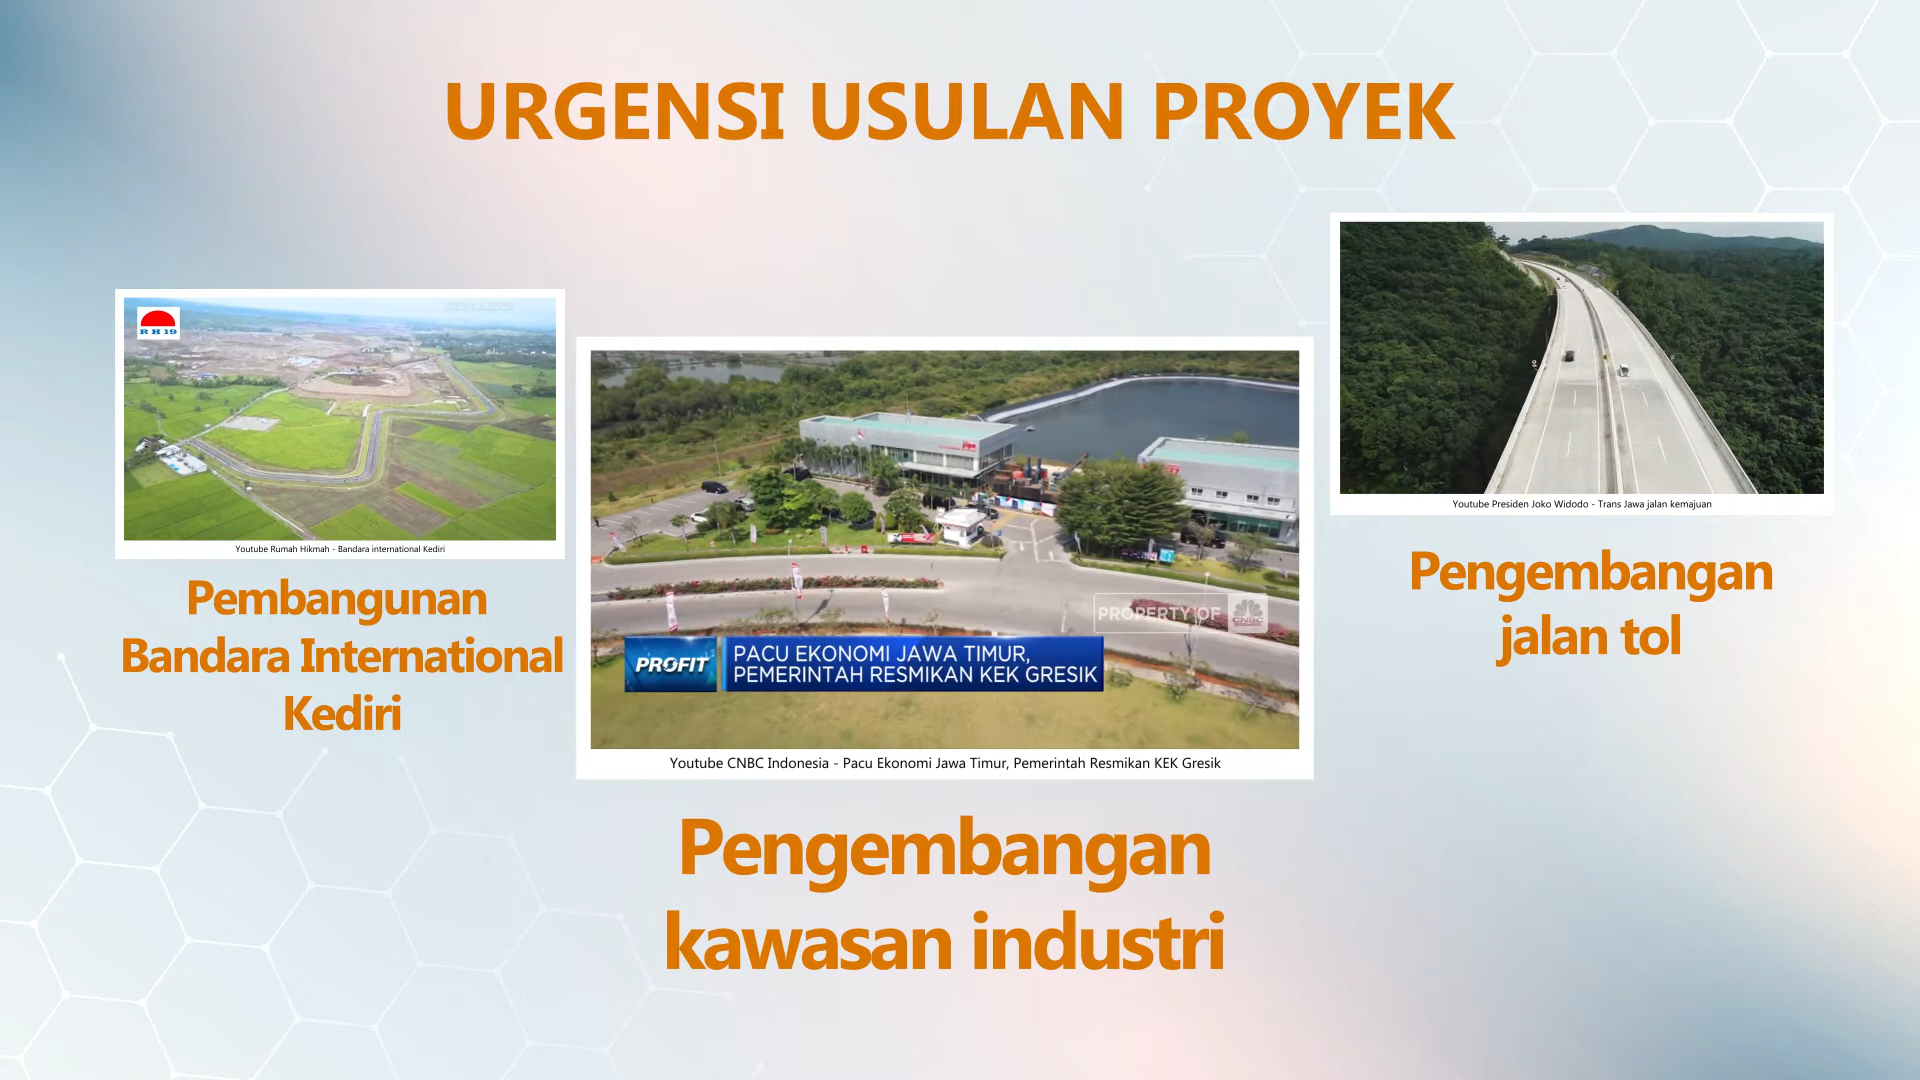 URGENSI USULAN PROYEK
RH19
Youtube Rumah Hikmah - Bandara international Kediri
Pembangunan
Bandara International
Kediri
PROPERTY OF
CNBC
PROFIT
PACU EKONOMI JAWA TIMUR,
PEMERINTAH RESMIKAN KEK GRESIK
Youtube CNBC Indonesia - Pacu Ekonomi Jawa Timur, Pemerintah Resmikan KEK Gresik
Pengembangan
kawasan industri
Youtube Presiden Joko Widodo - Trans Jawa jalan kemajuan
Pengembangan
jalan tol